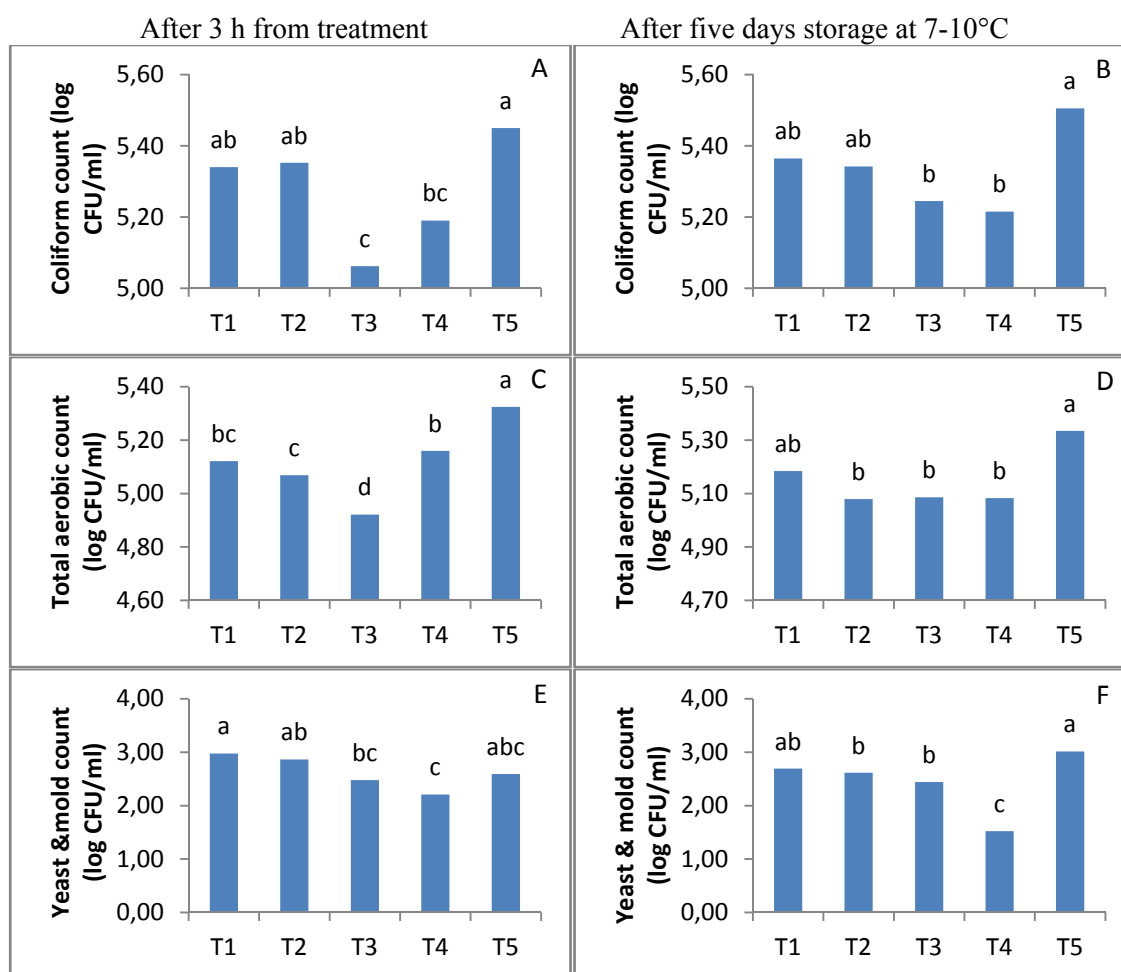 After 3 h from treatment
After five days storage at 7-10°C
A
Coliform count (log
CFU/ml)
5,60
5,40
5,20
5,00
ab
ab
c
bc
a
T1 T2 T3 T4 T5
B
Coliform count (log
CFU/ml)
5,60
5,40
5,20
5,00
ab
ab
b
b
a
T1 T2 T3 T4 T5
C
Total aerobic count
(log CFU/ml)
5,40
5,20
5,00
4,80
4,60
bc
c
d
b
a
T1 T2 T3 T4 T5
D
Total aerobic count
(log CFU/ml)
5,50
5,30
5,10
4,90
4,70
ab
b
b
b
a
T1 T2 T3 T4 T5
E
Yeast &mold count
(log CFU/ml)
4,00
3,00
2,00
1,00
0,00
a
ab
bc
c
abc
T1 T2 T3 T4 T5
F
Yeast & mold count
(log CFU/ml)
4,00
3,00
2,00
1,00
0,00
ab
b
b
c
a
T1 T2 T3 T4 T5